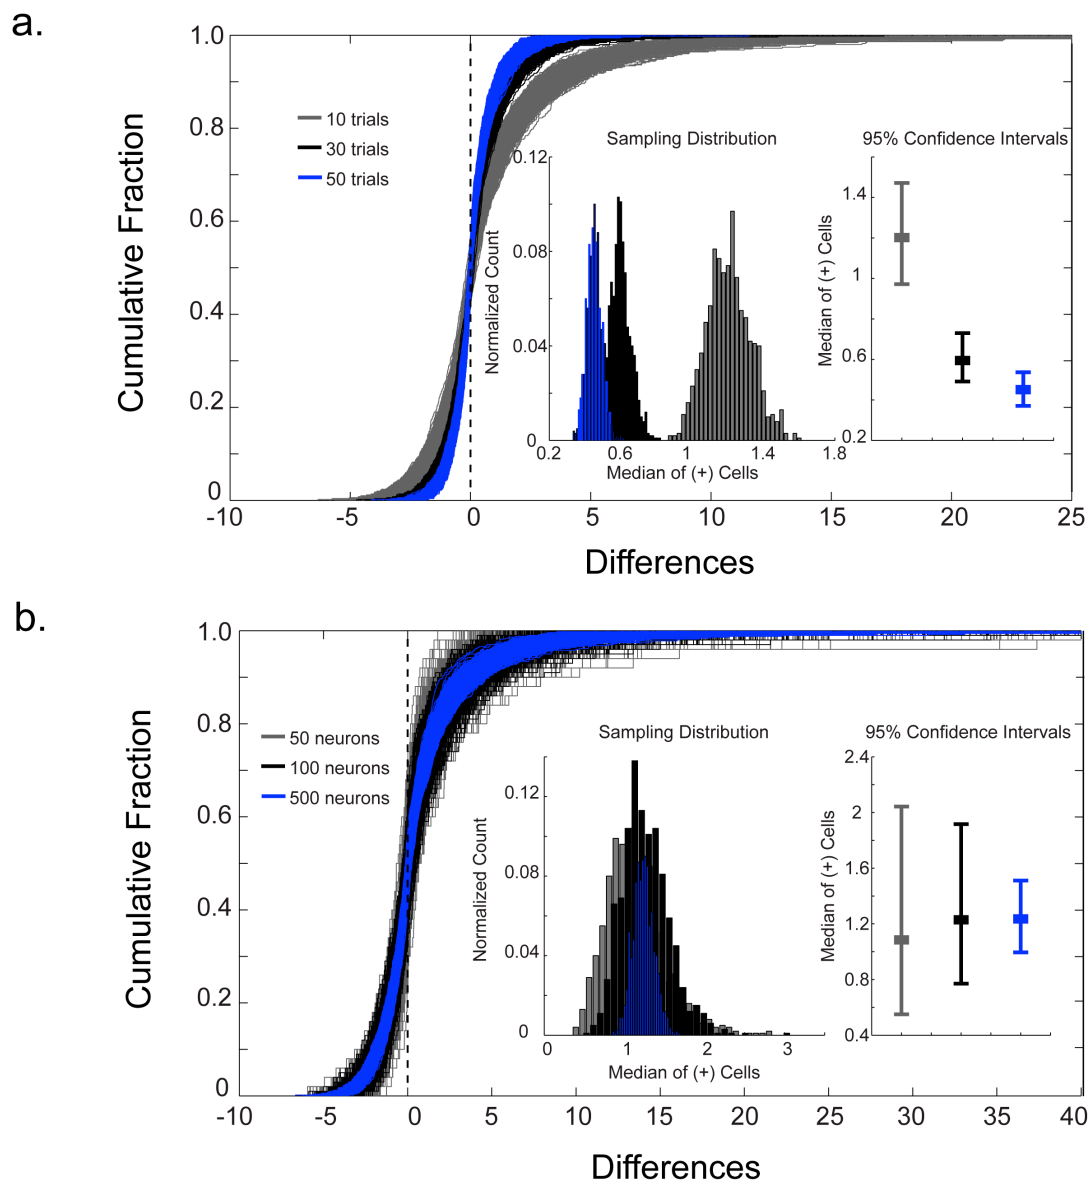 a.
Cumulative Fraction
1.0
0.8
0.6
0.4
0.2
0
-10
-5
0
5
10
15
20
25
Differences
10 trials
30 trials
50 trials
Sampling Distribution
Normalized Count
0.12
0.08
0.04
0
0.2
0.6
1
1.4
1.8
Median of (+) Cells
95% Confidence Intervals
Median of (+) Cells
1.4
1
0.6
0.2
b.
Cumulative Fraction
1.0
0.8
0.6
0.4
0.2
0
-10
-5
0
5
10
15
20
25
30
35
40
Differences
50 neurons
100 neurons
500 neurons
Sampling Distribution
Normalized Count
0.12
0.08
0.04
0
0
1
2
3
Median of (+) Cells
95% Confidence Intervals
Median of (+) Cells
2.4
2
1.6
1.2
0.8
0.4